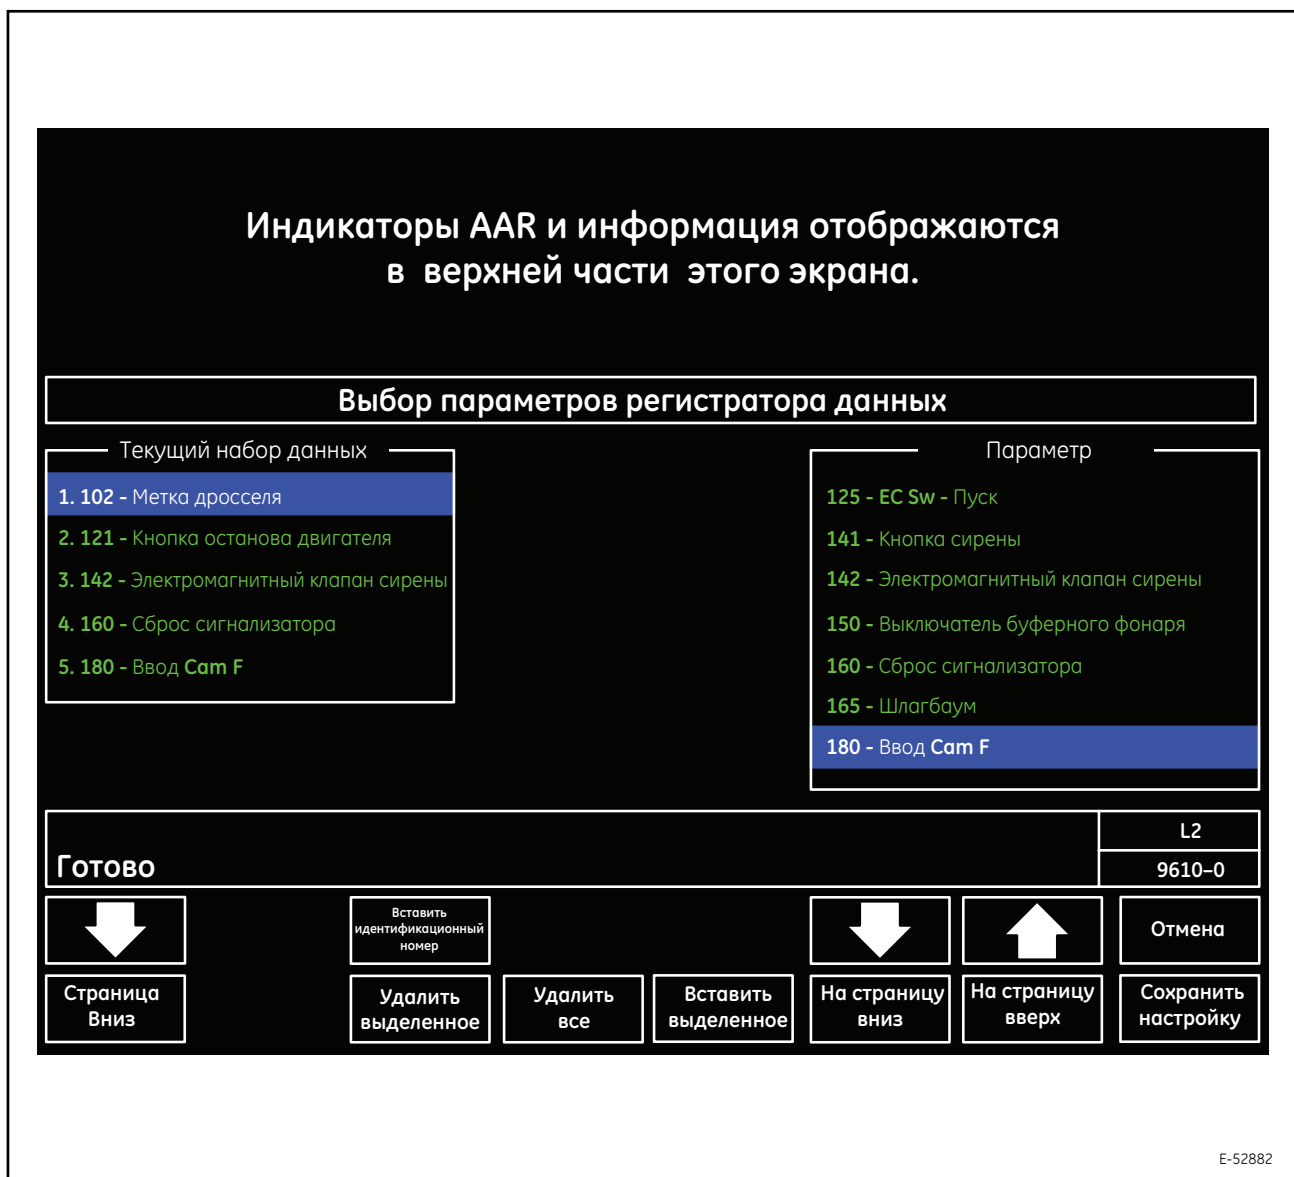 Индикаторы AAR и информация отображаются
в верхней части этого экрана.
Выбор параметров регистратора данных
Текущий набор данных
1. 102 - Метка дросселя
2. 121 - Кнопка останова двигателя
3. 142 - Электромагнитный клапан сирены
4. 160 - Сброс сигнализатора
5. 180 - Ввод Cam F
Параметр
125 - EC Sw - Пуск
141 - Кнопка сирены
142 - Электромагнитный клапан сирены
150 - Выключатель буферного фонаря
160 - Сброс сигнализатора
165 - Шлагбаум
180 - Ввод Cam F
Готово
L2
9610–0
Вставить
идентификационный
номер
Отмена
Страница
Вниз
Удалить
выделенное
Удалить
все
Вставить
выделенное
На страницу
вниз
На страницу
вверх
Сохранить
настройку
E-52882